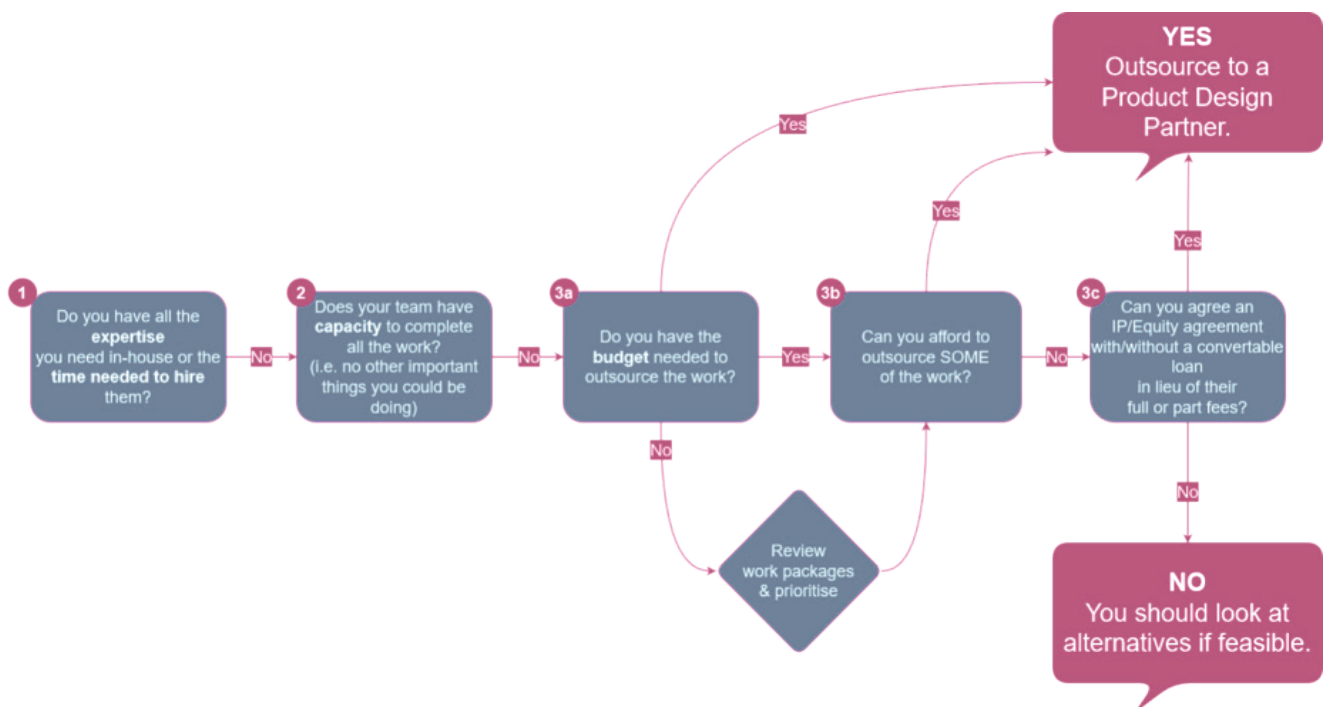 YES
Outsource to a
Product Design
Partner.
Yes
Yes
Yes
1
Do you have all the
expertise
you need in-house or the
time needed to hire
them?
No
2
Does your team have
capacity to complete
all the work?
(i.e. no other important
things you could be
doing)
No
3a
Do you have the
budget needed to
outsource the work?
Yes
3b
Can you afford to
outsource SOME
of the work?
No
3c
Can you agree an
IP/Equity agreement
with/without a convertable
loan
in lieu of their
full or part fees?
No
Review
work packages
& prioritise
No
NO
You should look at
alternatives if feasible.